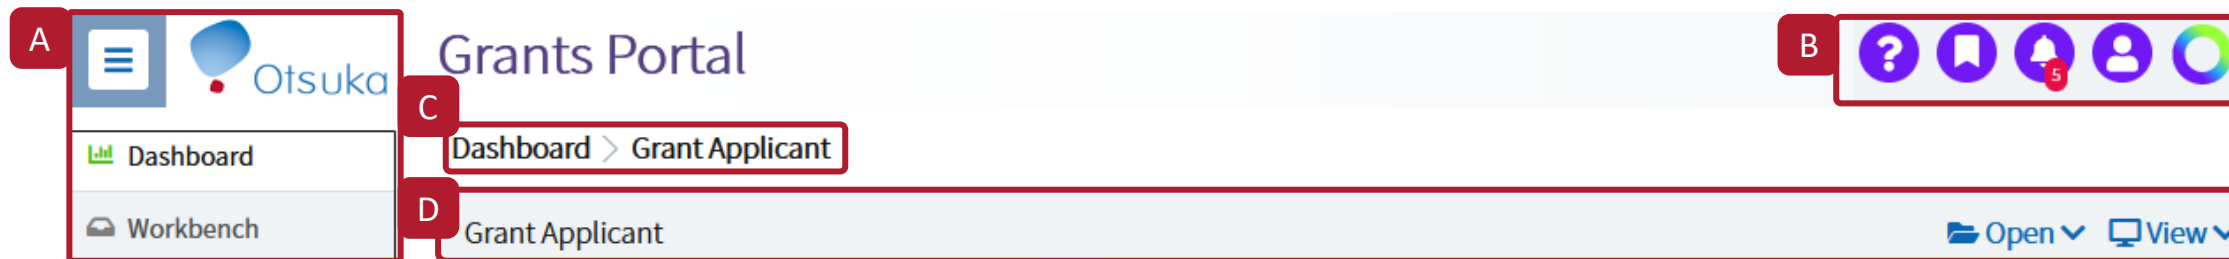 A
Otsuka
Grants Portal
B
?
5
C
Dashboard > Grant Applicant
Dashboard
D
Workbench
Grant Applicant
Open
View